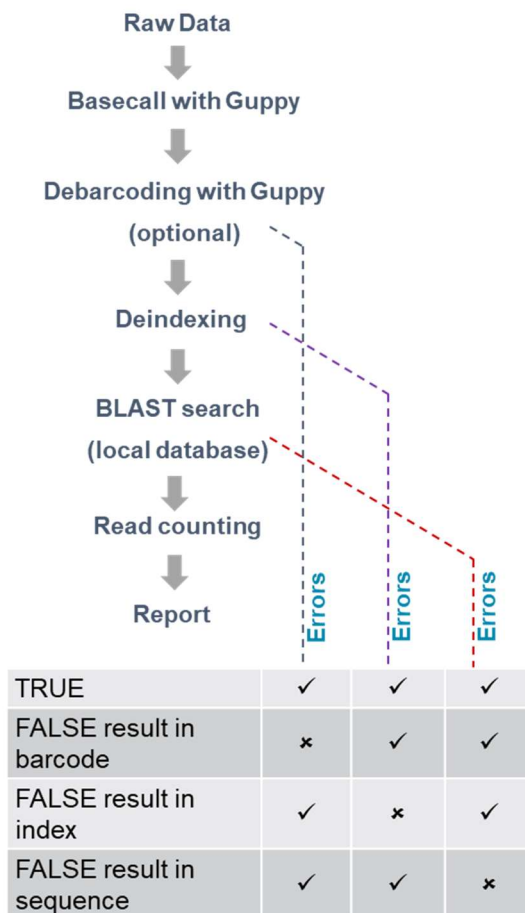 Raw Data
Basecall with Guppy
Debarcoding with Guppy
(optional)
Deindexing
BLAST search
(local database)
Read counting
Report
Errors
Errors
Errors
TRUE ✓ ✓ ✓
FALSE result in
barcode × ✓ ✓
FALSE result in
index ✓ × ✓
FALSE result in
sequence ✓ ✓ ×